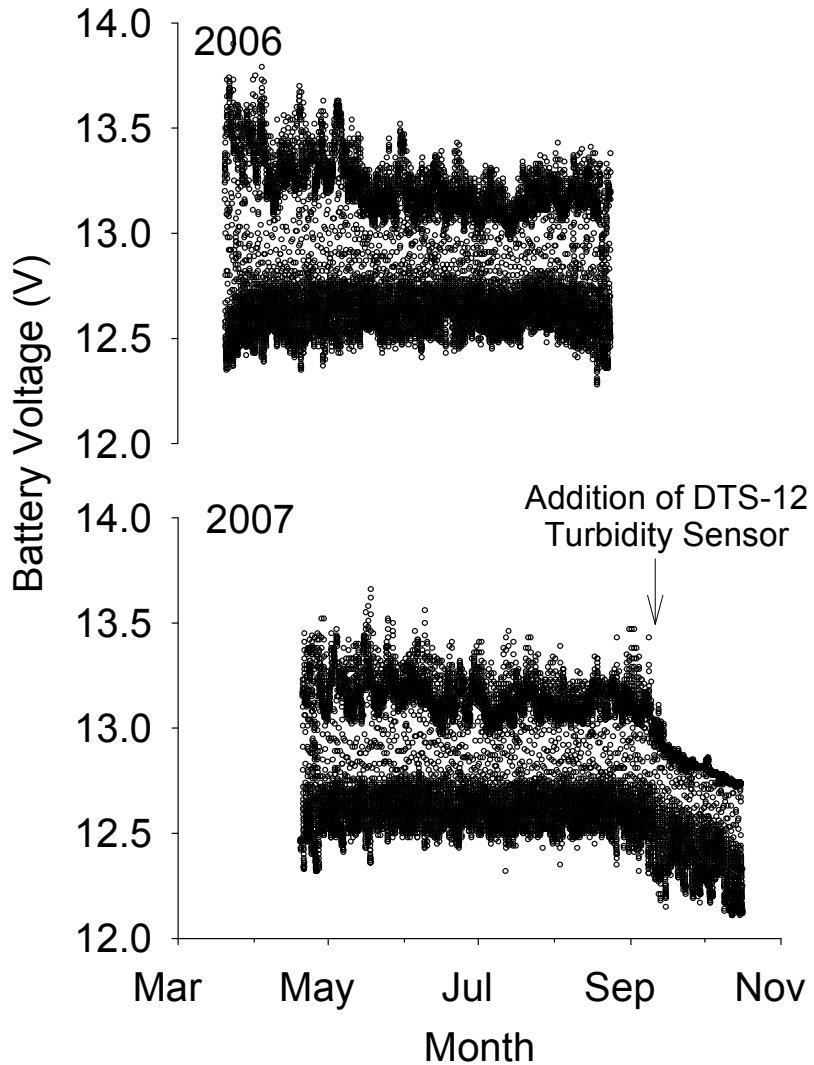 2006
14.0
13.5
13.0
12.5
12.0
Battery Voltage (V)
Addition of DTS-12
Turbidity Sensor
2007
14.0
13.5
13.0
12.5
12.0
Mar May Jul Sep Nov
Month